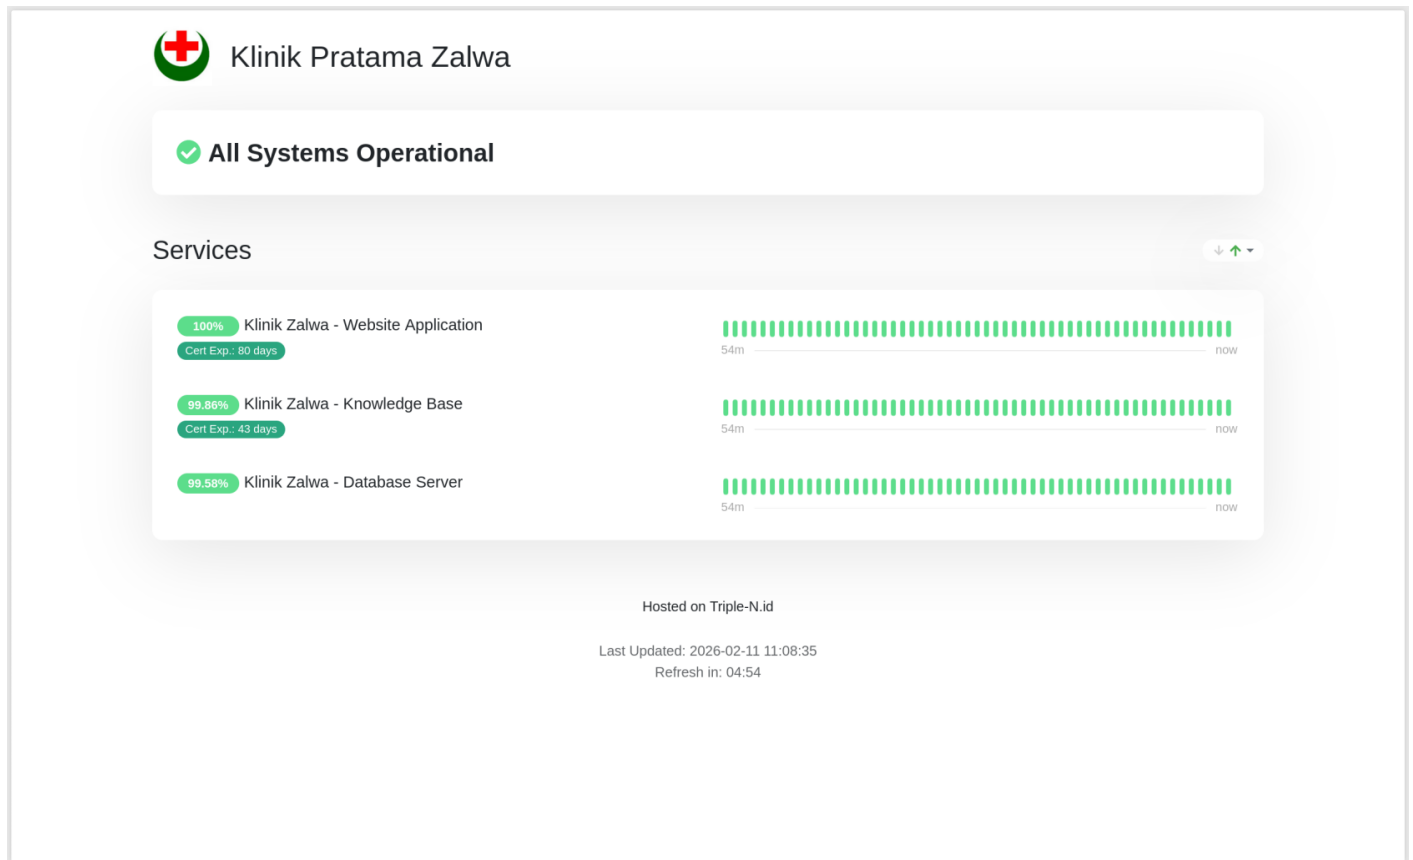 Klinik Pratama Zalwa
All Systems Operational
Services
100% Klinik Zalwa - Website Application
Cert Exp.: 80 days
54m now
99.86% Klinik Zalwa - Knowledge Base
Cert Exp.: 43 days
54m now
99.58% Klinik Zalwa - Database Server
54m now
Hosted on Triple-N.id
Last Updated: 2026-02-11 11:08:35
Refresh in: 04:54